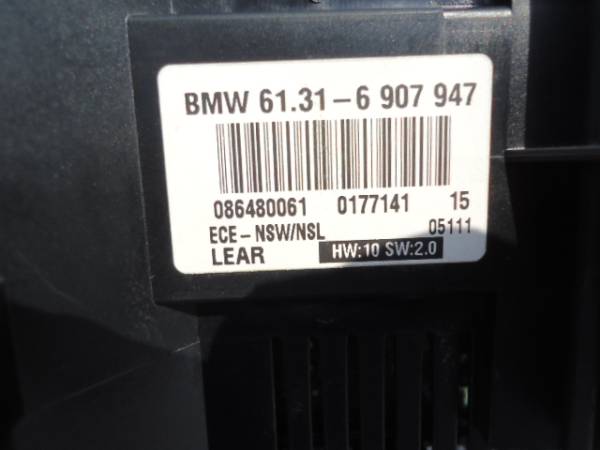 BMW 61.31-6 907 947
086480061 0177141 15
ECE-NSW/NSL 05111
LEAR HW:10 SW:2.0